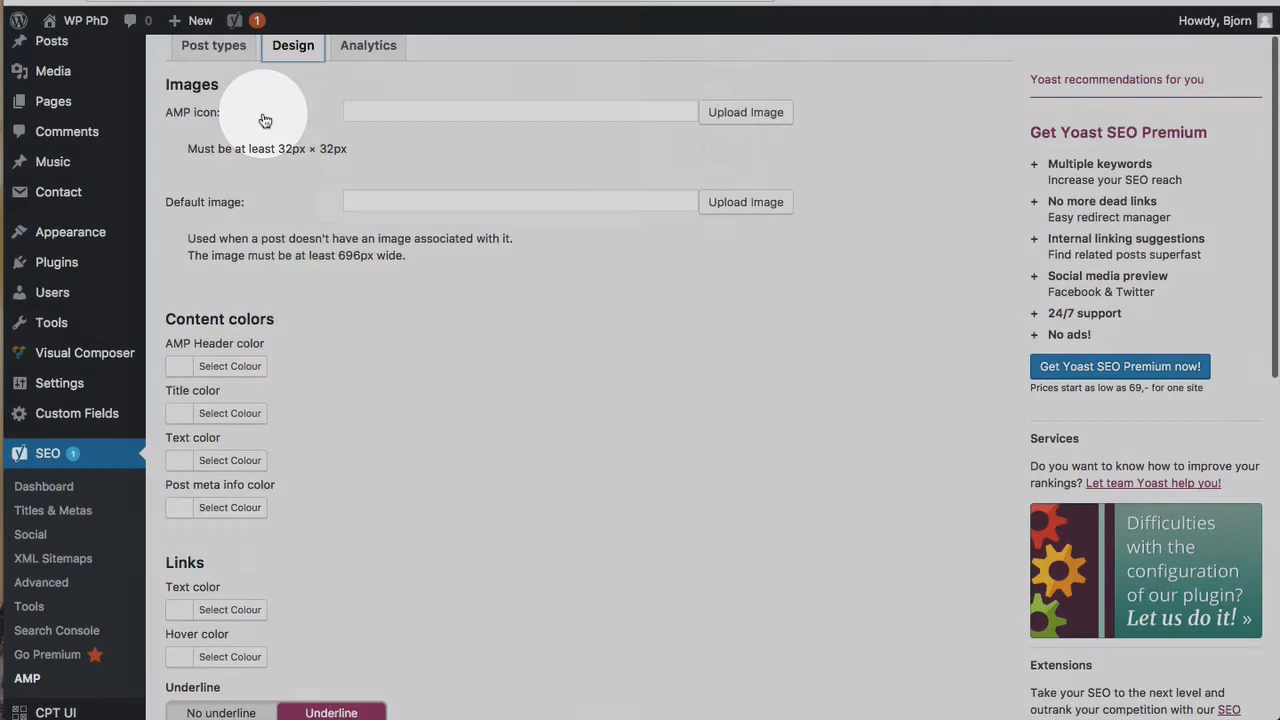 WP PhD
0
New
1
Howdy, Bjorn
Posts
Media
Pages
Comments
Music
Contact
Appearance
Plugins
Users
Tools
Visual Composer
Settings
Custom Fields
SEO 1
Dashboard
Titles & Metas
Social
XML Sitemaps
Advanced
Tools
Search Console
Go Premium
AMP
CPT UI
Post types
Design
Analytics
Images
AMP icon:
Upload Image
Must be at least 32px × 32px
Default image:
Upload Image
Used when a post doesn't have an image associated with it.
The image must be at least 696px wide.
Content colors
AMP Header color
Select Colour
Title color
Select Colour
Text color
Select Colour
Post meta info color
Select Colour
Links
Text color
Select Colour
Hover color
Select Colour
Underline
No underline
Underline
Yoast recommendations for you
Get Yoast SEO Premium
+ Multiple keywords
Increase your SEO reach
+ No more dead links
Easy redirect manager
+ Internal linking suggestions
Find related posts superfast
+ Social media preview
Facebook & Twitter
+ 24/7 support
+ No ads!
Get Yoast SEO Premium now!
Prices start as low as 69,- for one site
Services
Do you want to know how to improve your
rankings? Let team Yoast help you!
Difficulties
with the
configuration
of our plugin?
Let us do it! »
Extensions
Take your SEO to the next level and
outrank your competition with our SEO